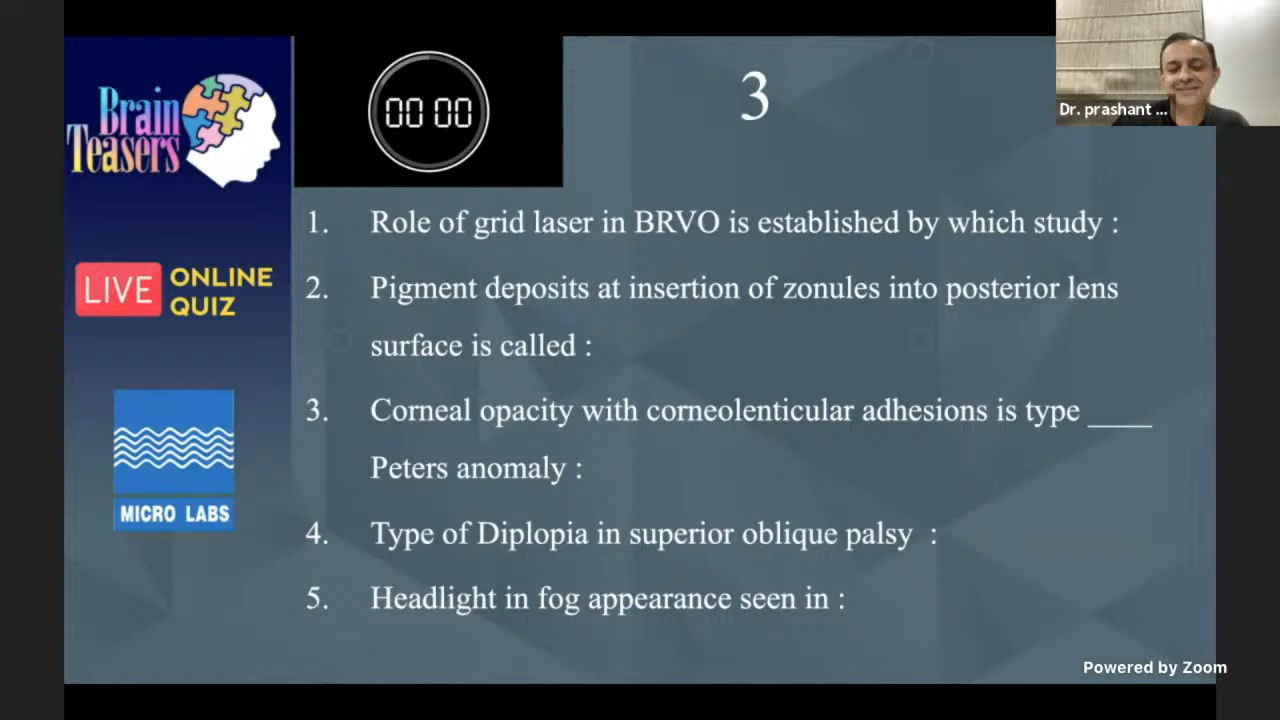 Brain
Teasers
00 00
3
Dr. prashant ...
1. Role of grid laser in BRVO is established by which study :
LIVE ONLINE
QUIZ
2. Pigment deposits at insertion of zonules into posterior lens
surface is called :
3. Corneal opacity with corneolenticular adhesions is type ____
Peters anomaly :
MICRO LABS
4. Type of Diplopia in superior oblique palsy :
5. Headlight in fog appearance seen in :
Powered by Zoom